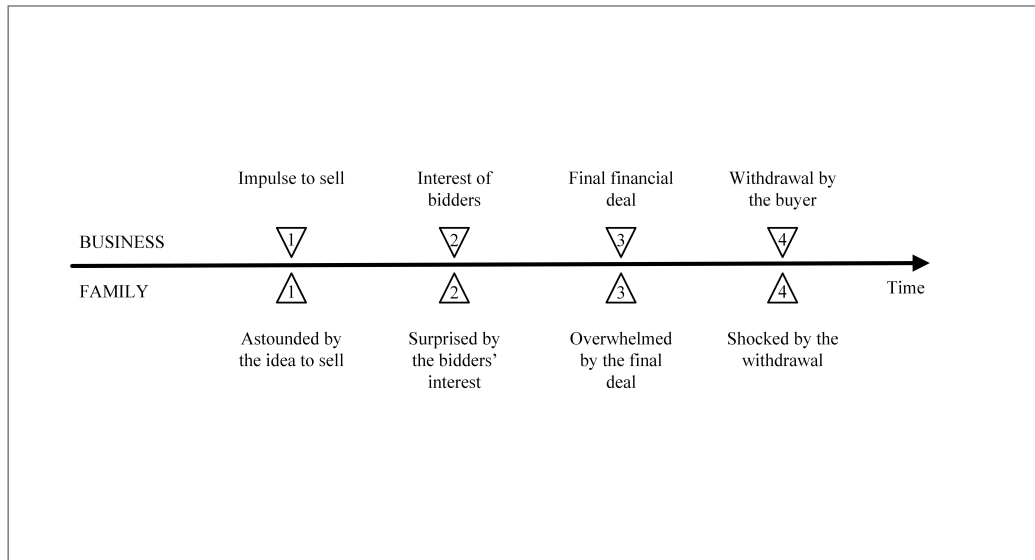 Impulse to sell
Interest of
bidders
Final financial
deal
Withdrawal by
the buyer
BUSINESS
1
2
3
4
FAMILY
1
2
3
4
Time
Astounded by
the idea to sell
Surprised by
the bidders’
interest
Overwhelmed
by the final
deal
Shocked by the
withdrawal